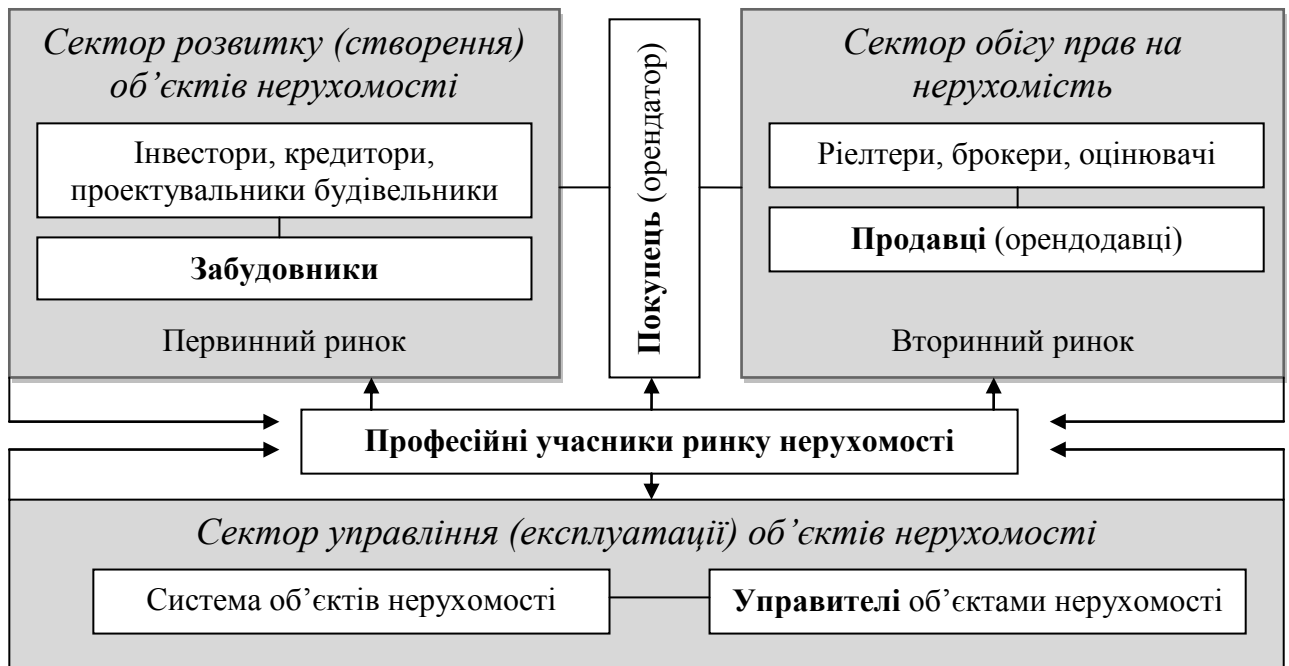 Сектор розвитку (створення)
об’єктів нерухомості
Інвестори, кредитори,
проектувальники будівельники
Забудовники
Первинний ринок
Покупець (орендатор)
Сектор обігу прав на
нерухомість
Ріелтери, брокери, оцінювачі
Продавці (орендодавці)
Вторинний ринок
Професійні учасники ринку нерухомості
Сектор управління (експлуатації) об’єктів нерухомості
Система об’єктів нерухомості
Управителі об’єктами нерухомості